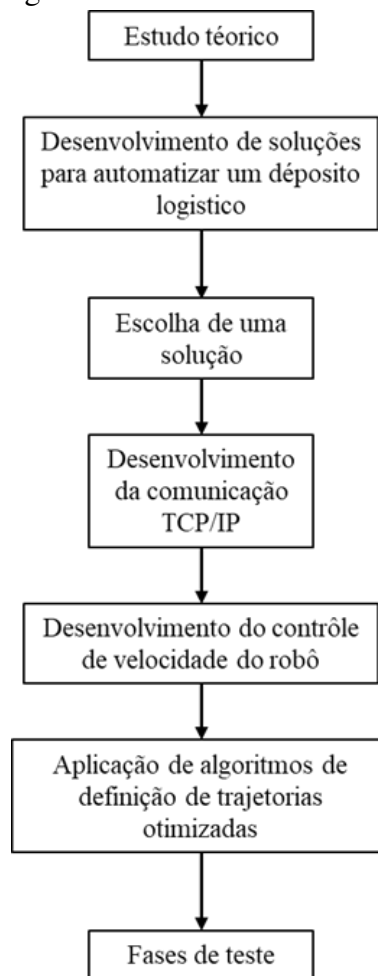 Estudo téorico
Desenvolvimento de soluções
para automatizar um déposito
logistico
Escolha de uma
solução
Desenvolvimento
da comunicação
TCP/IP
Desenvolvimento do contrôle
de velocidade do robô
Aplicação de algoritmos de
definição de trajetorias
otimizadas
Fases de teste